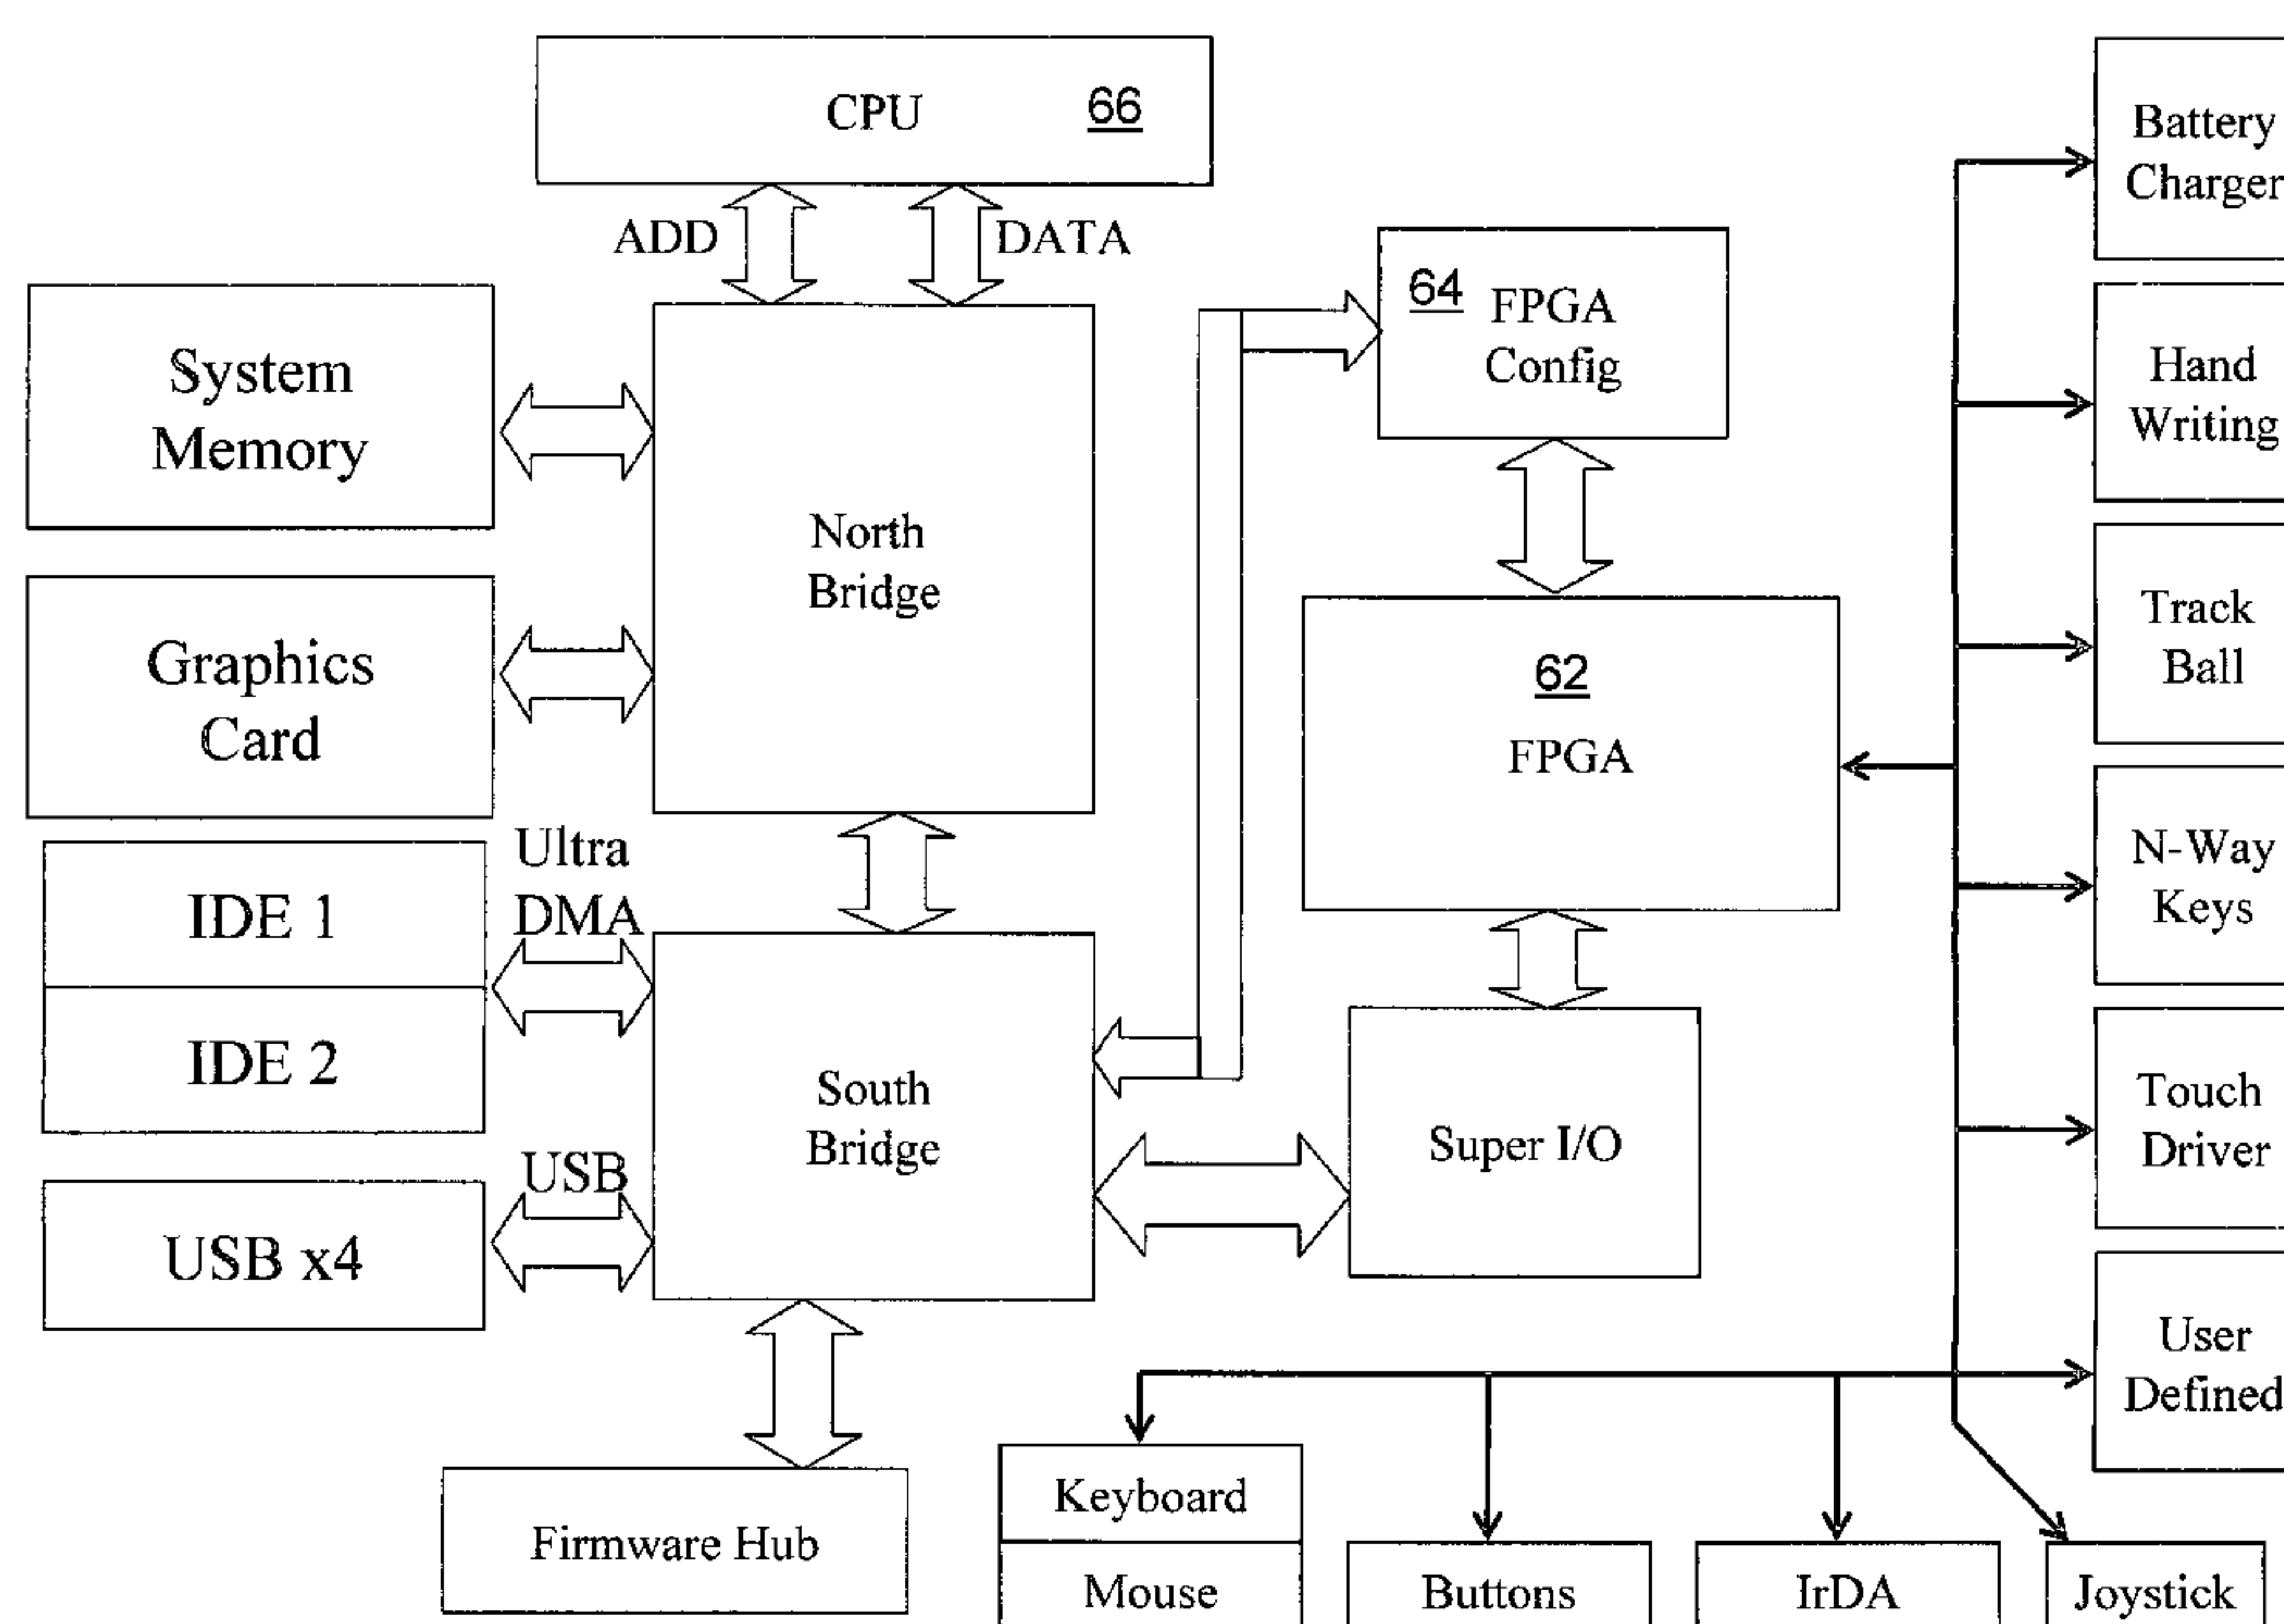 CPU 66
ADD
DATA
Battery
Charger
System
Memory
North
Bridge
64 FPGA
Config
Hand
Writing
Graphics
Card
62
FPGA
Track
Ball
IDE 1
IDE 2
Ultra
DMA
N-Way
Keys
South
Bridge
Super I/O
Touch
Driver
USB x4
USB
User
Defined
Firmware Hub
Keyboard
Mouse
Buttons
IrDA
Joystick